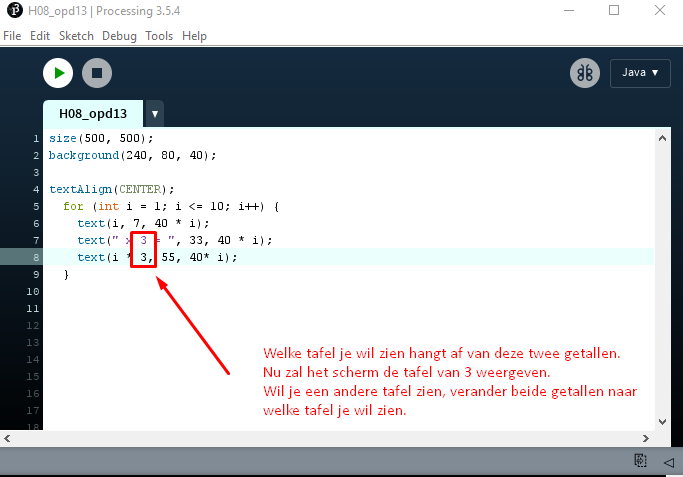 H08_opd13 | Processing 3.5.4
File Edit Sketch Debug Tools Help
Java ▼
H08_opd13 ▼
1 size(500, 500);
2 background(240, 80, 40);
3
4 textAlign(CENTER);
5 for (int i = 1; i <= 10; i++) {
6 text(i, 7, 40 * i);
7 text(" x 3 = ", 33, 40 * i);
8 text(i * 3, 55, 40* i);
9 }
10
11
12
13
14
15
16
17
18
Welke tafel je wil zien hangt af van deze twee getallen.
Nu zal het scherm de tafel van 3 weergeven.
Wil je een andere tafel zien, verander beide getallen naar
welke tafel je wil zien.